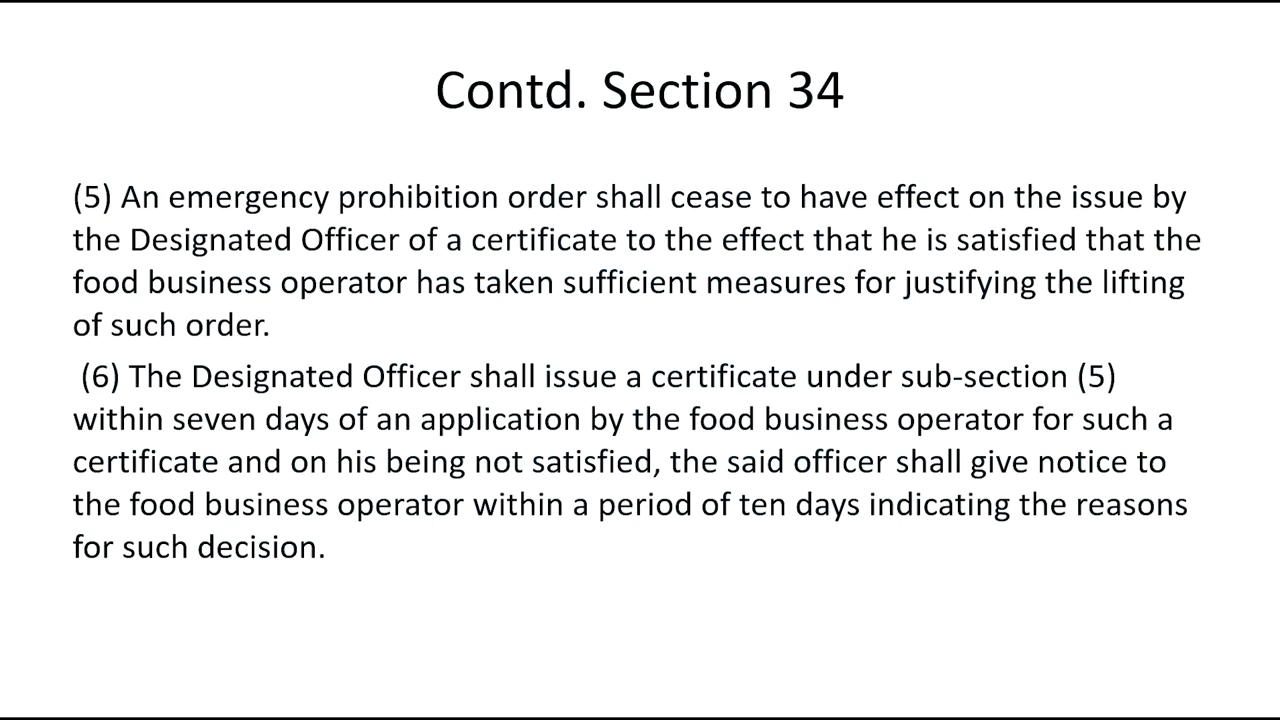 Contd. Section 34
(5) An emergency prohibition order shall cease to have effect on the issue by
the Designated Officer of a certificate to the effect that he is satisfied that the
food business operator has taken sufficient measures for justifying the lifting
of such order.
(6) The Designated Officer shall issue a certificate under sub-section (5)
within seven days of an application by the food business operator for such a
certificate and on his being not satisfied, the said officer shall give notice to
the food business operator within a period of ten days indicating the reasons
for such decision.